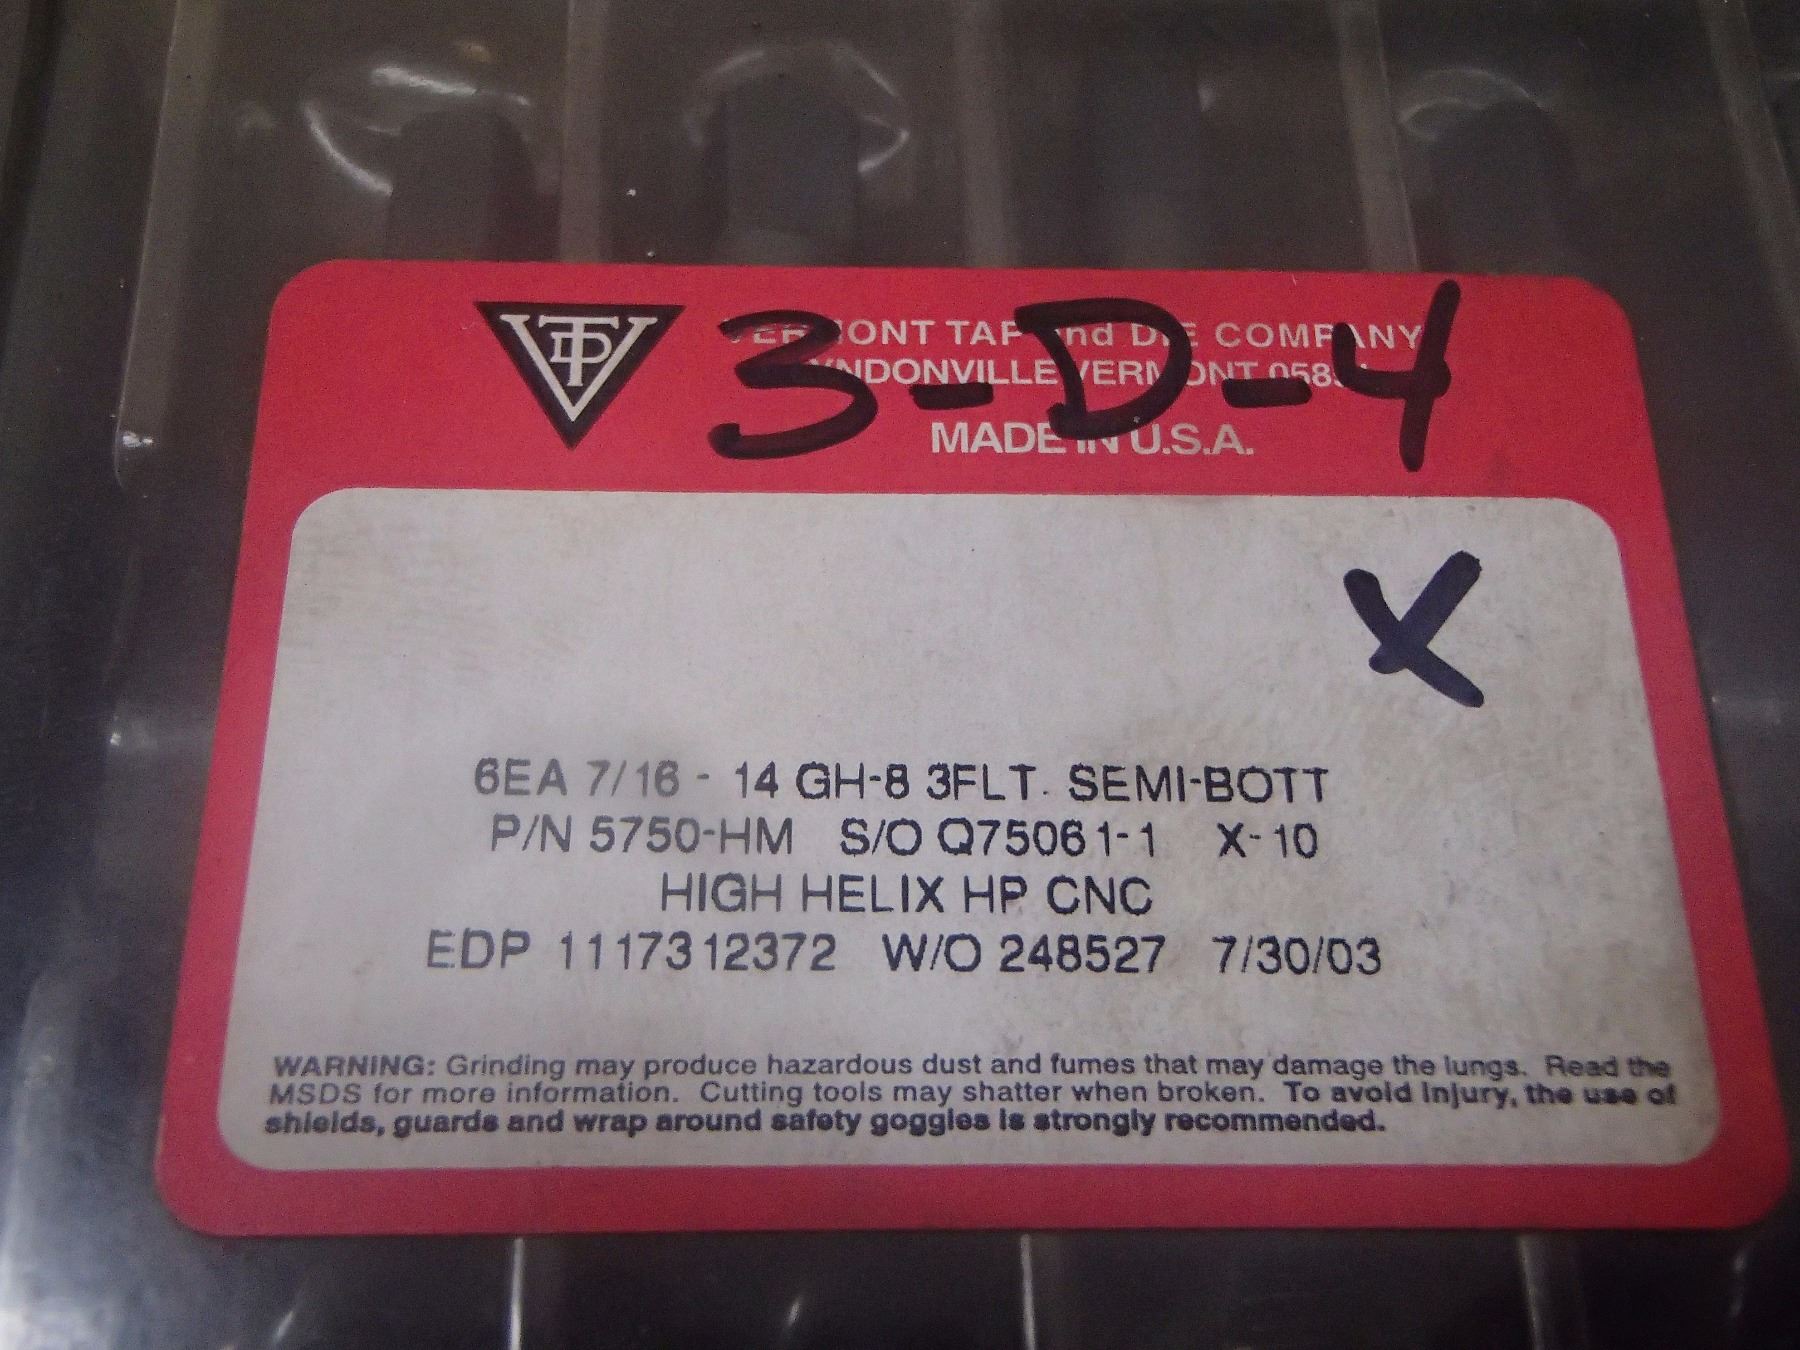 VTD
3-D-4
VERMONT TAP and DIE COMPANY
LYNDONVILLE VERMONT
MADE IN U.S.A.
X
6EA 7/16 - 14 GH-8 3FLT. SEMI-BOTT
P/N 5750-HM S/O Q75061-1 X-10
HIGH HELIX HP CNC
EDP 1117312372 W/O 248527 7/30/03
WARNING: Grinding may produce hazardous dust and fumes that may damage the lungs. Read the
MSDS for more information. Cutting tools may shatter when broken. To avoid injury, the use of
shields, guards and wrap around safety goggles is strongly recommended.